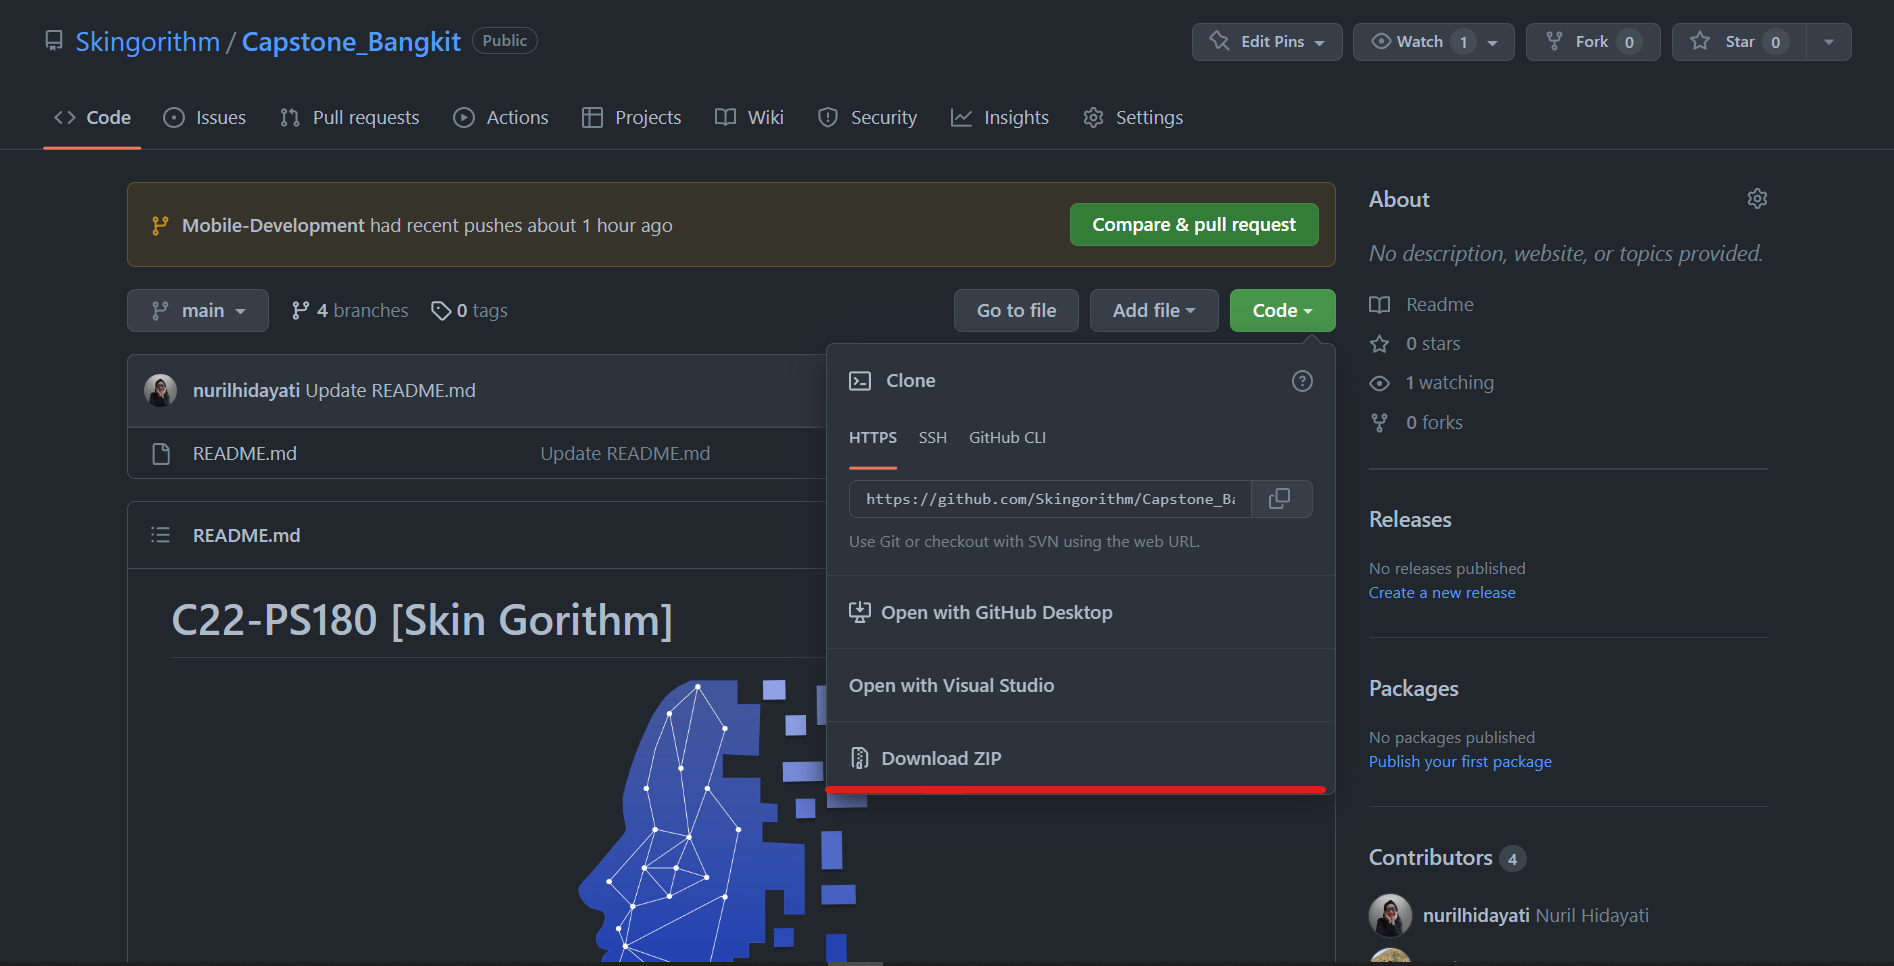 Skingorithm / Capstone_Bangkit Public
Edit Pins
Watch 1
Fork 0
Star 0
Code
Issues
Pull requests
Actions
Projects
Wiki
Security
Insights
Settings
Mobile-Development had recent pushes about 1 hour ago
Compare & pull request
main
4 branches
0 tags
Go to file
Add file
Code
nurilhidayati Update README.md
README.md
Update README.md
README.md
C22-PS180 [Skin Gorithm]
Clone
HTTPS
SSH
GitHub CLI
https://github.com/Skingorithm/Capstone_Ba
Use Git or checkout with SVN using the web URL.
Open with GitHub Desktop
Open with Visual Studio
Download ZIP
About
No description, website, or topics provided.
Readme
0 stars
1 watching
0 forks
Releases
No releases published
Create a new release
Packages
No packages published
Publish your first package
Contributors 4
nurilhidayati Nuril Hidayati